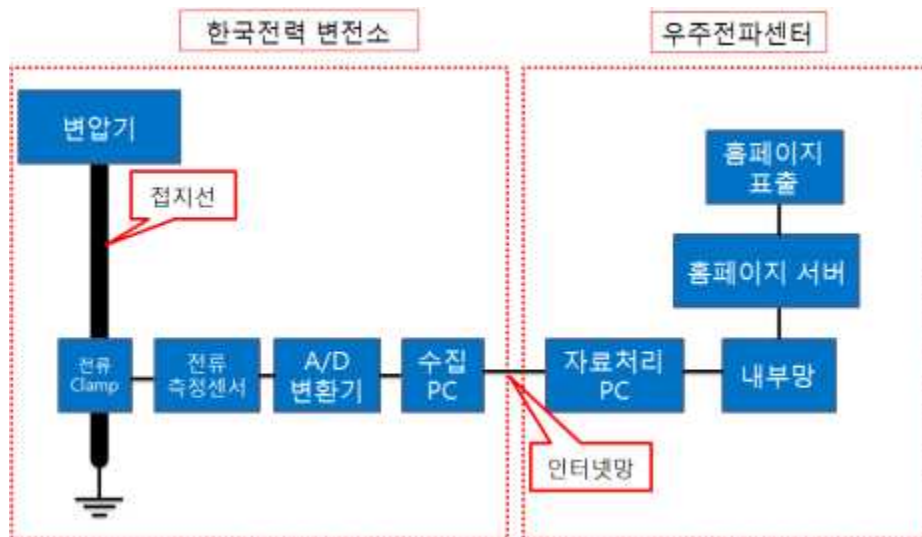 한국전력 변전소
우주전파센터
변압기
접지선
홈페이지
표출
홈페이지 서버
전류
Clamp
전류
측정센서
A/D
변환기
수집
PC
자료처리
PC
내부망
인터넷망